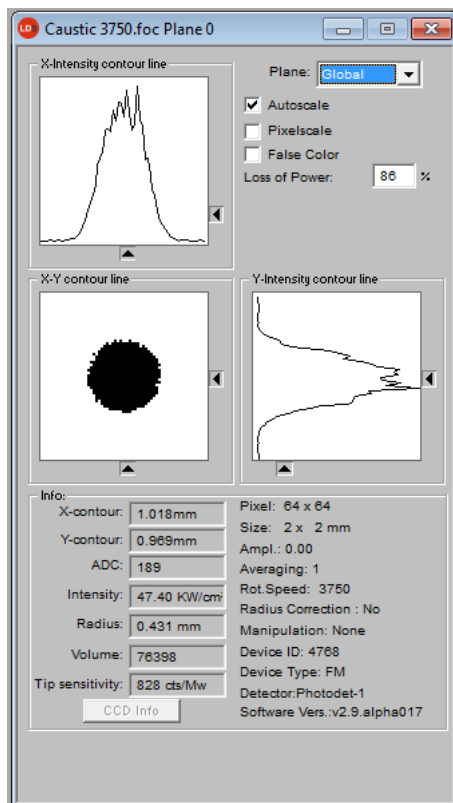 LD
Caustic 3750.foc Plane 0
X-Intensity contour line
Plane: Global
Autoscale
Pixelscale
False Color
Loss of Power: 86 %
X-Y contour line
Y-Intensity contour line
Info:
X-contour: 1.018mm
Y-contour: 0.969mm
ADC: 189
Intensity: 47.40 KW/cm²
Radius: 0.431 mm
Volume: 76398
Tip sensitivity: 828 cts/Mw
CCD Info
Pixel: 64 x 64
Size: 2 x 2 mm
Ampl.: 0.00
Averaging: 1
Rot.Speed: 3750
Radius Correction : No
Manipulation: None
Device ID: 4768
Device Type: FM
Detector:Photodet-1
Software Vers.:v2.9.alpha017